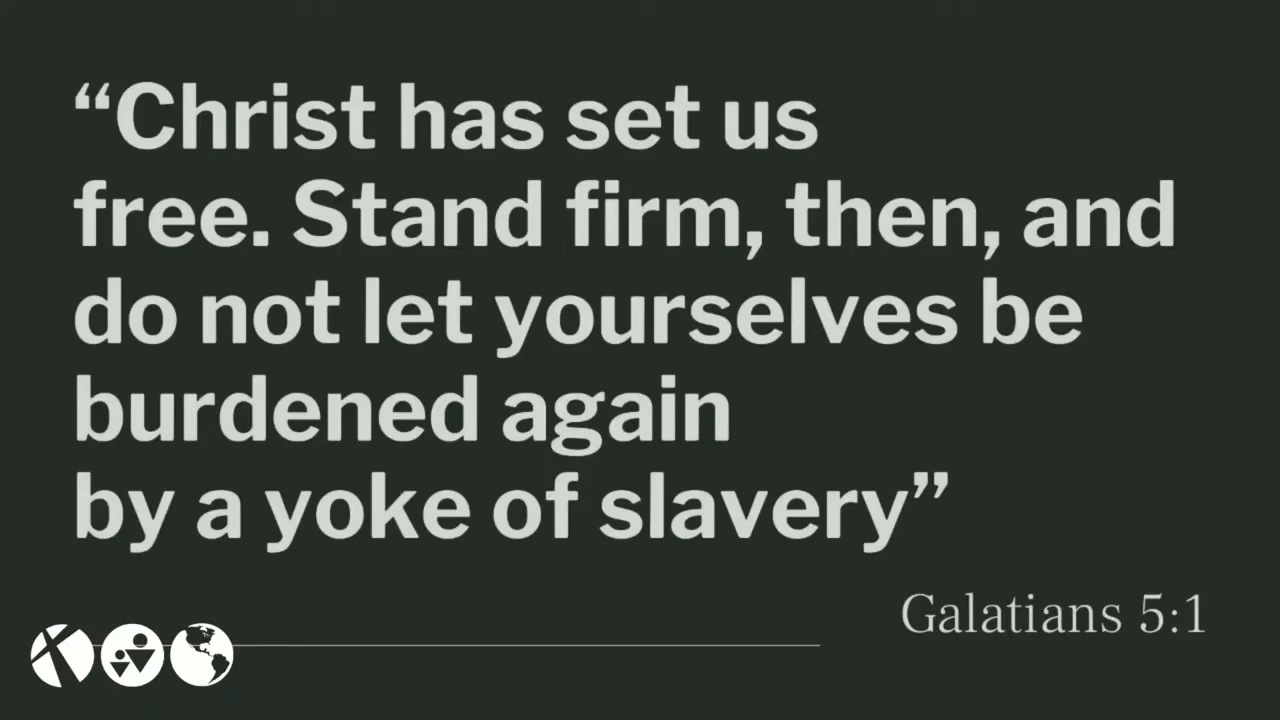 “Christ has set us
free. Stand firm, then, and
do not let yourselves be
burdened again
by a yoke of slavery”
Galatians 5:1